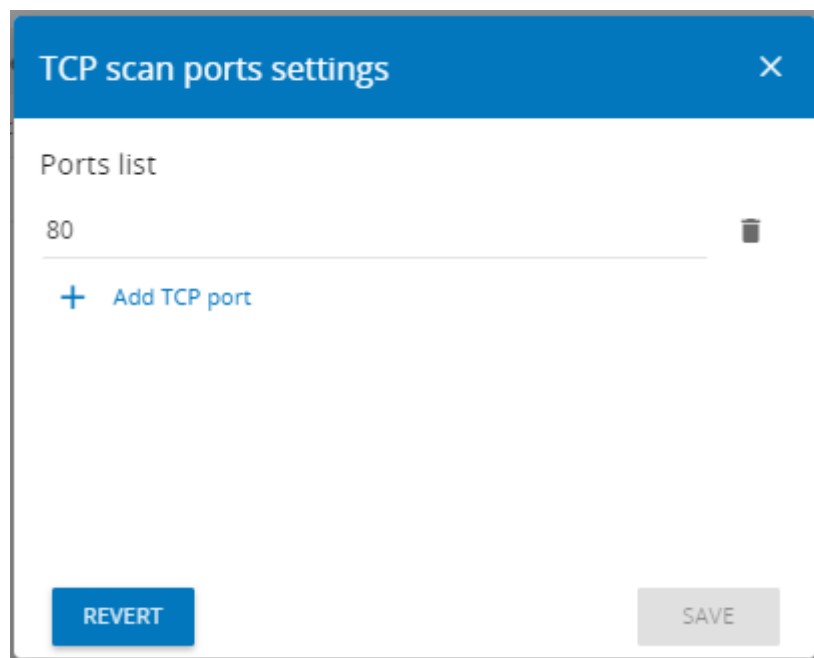 TCP scan ports settings
Ports list
80
Add TCP port
REVERT
SAVE